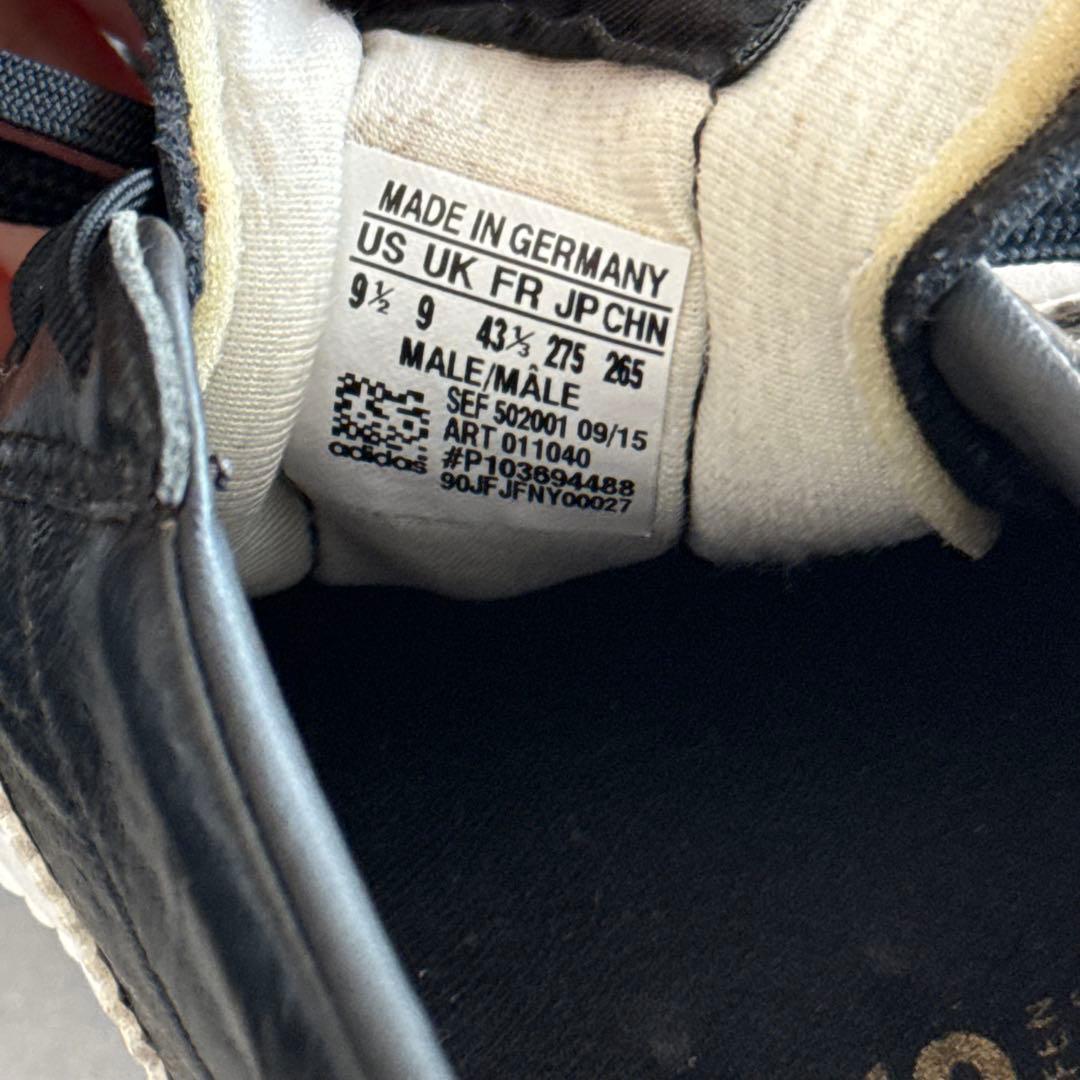 MADE IN GERMANY
US UK FR JP CHN
9½ 9 43⅓ 275 265
MALE/MÂLE
SEF 502001 09/15
ART 011040
#P103694488
90JFJFNY00027
adidas